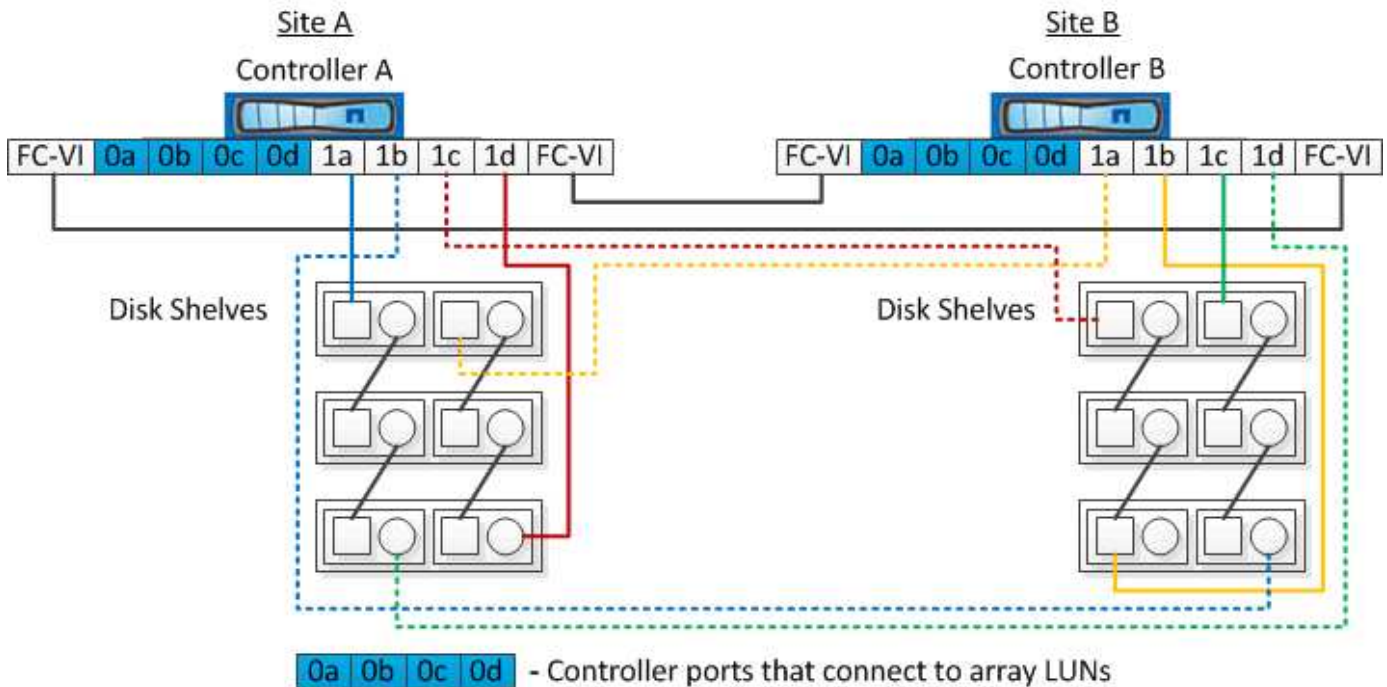 Site A Site B
Controller A Controller B
FC-VI 0a 0b 0c 0d 1a 1b 1c 1d FC-VI FC-VI 0a 0b 0c 0d 1a 1b 1c 1d FC-VI
Disk Shelves Disk Shelves
0a 0b 0c 0d - Controller ports that connect to array LUNs